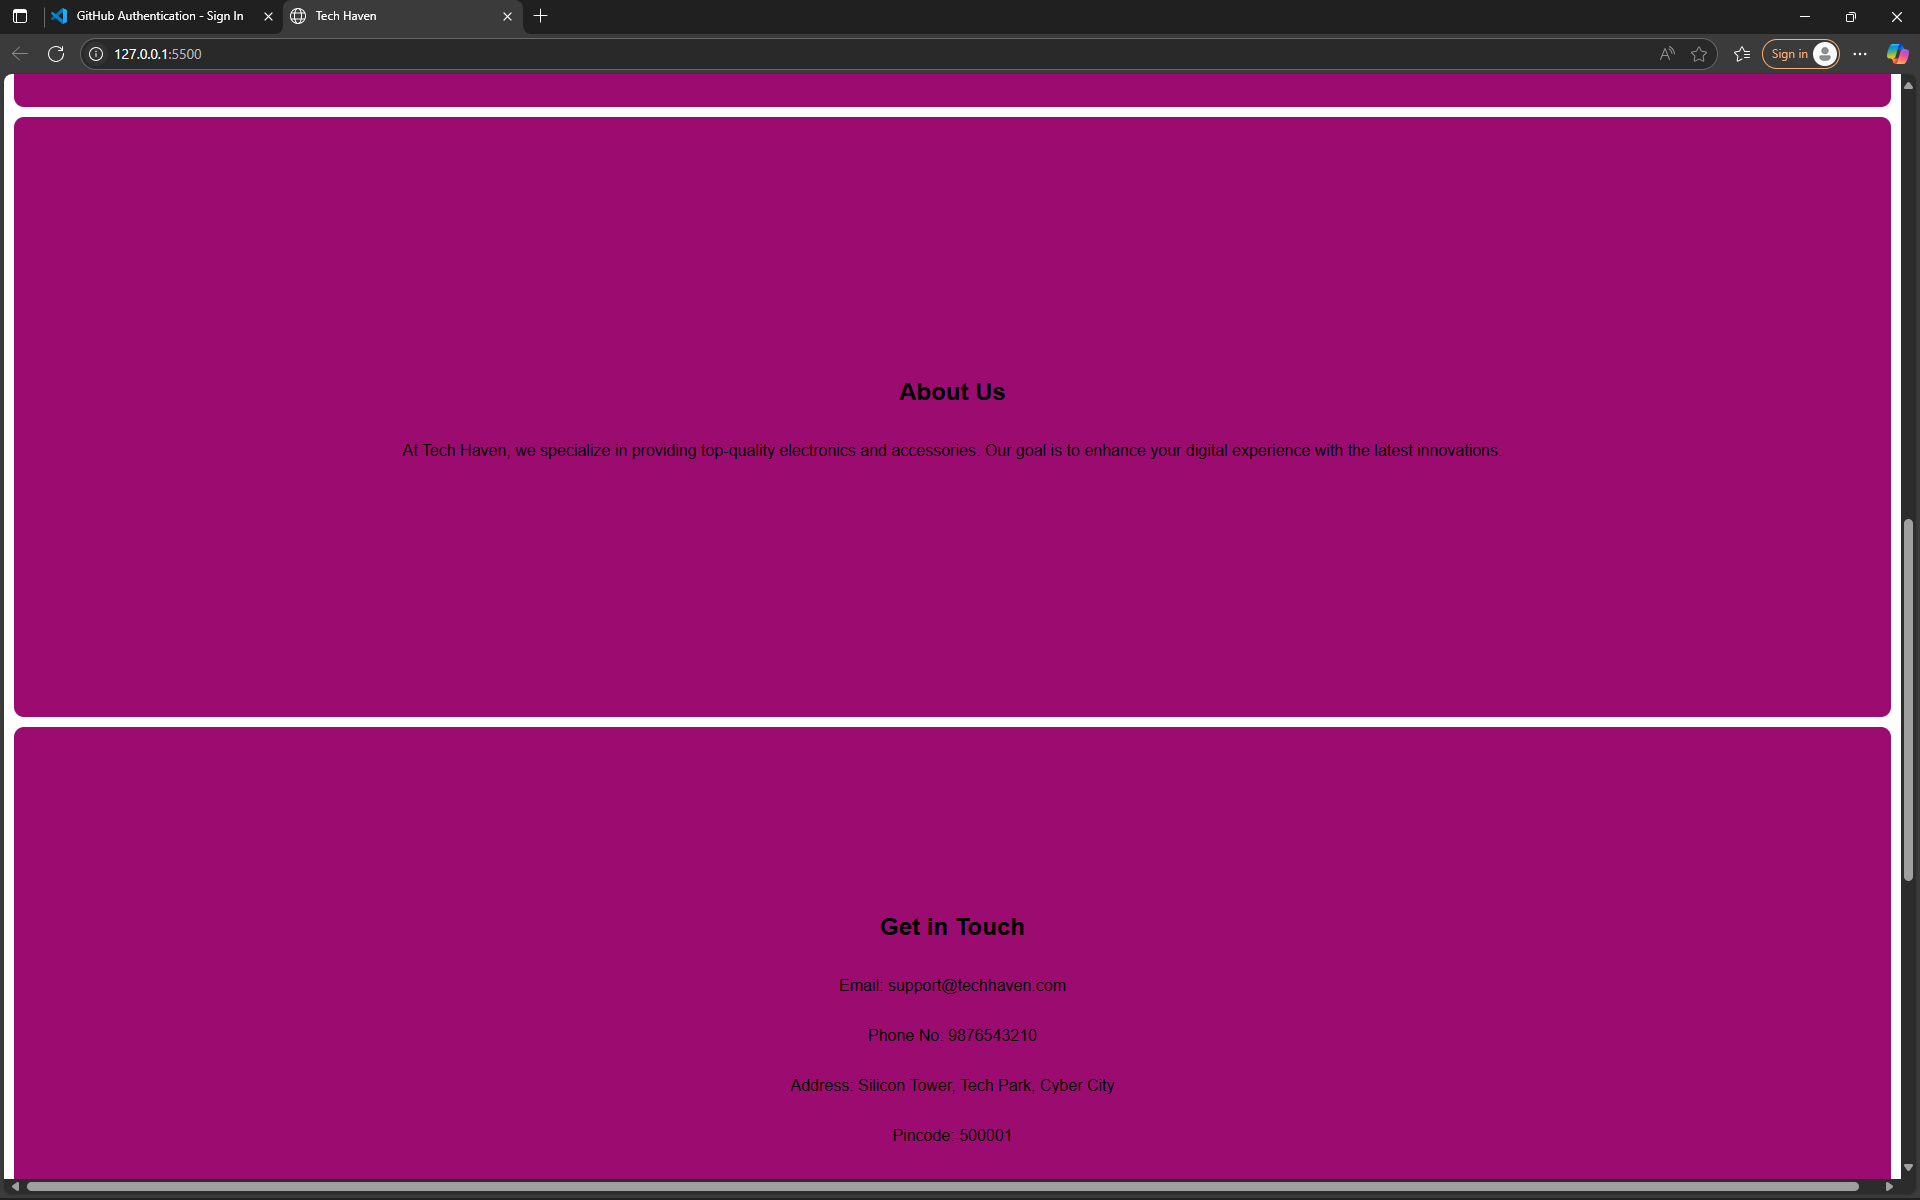 GitHub Authentication - Sign In
Tech Haven
127.0.0.1:5500
Sign in
About Us
At Tech Haven, we specialize in providing top-quality electronics and accessories. Our goal is to enhance your digital experience with the latest innovations.
Get in Touch
Email: support@techhaven.com
Phone No: 9876543210
Address: Silicon Tower, Tech Park, Cyber City
Pincode: 500001